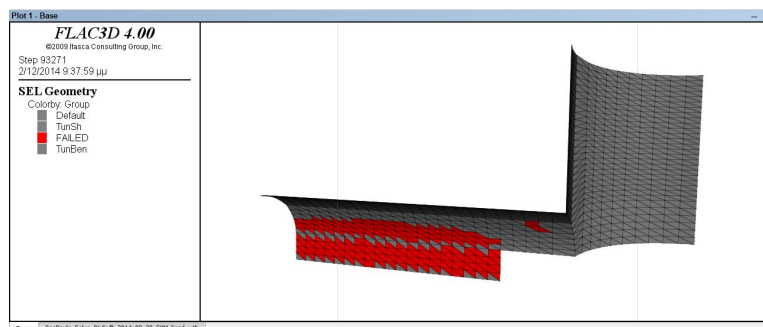 Plot 1 - Base
FLAC3D 4.00
©2009 Itasca Consulting Group, Inc.
Step 93271
2/12/2014 9:37:59 μμ
SEL Geometry
Colorby: Group
Default
TunSh
FAILED
TunBen